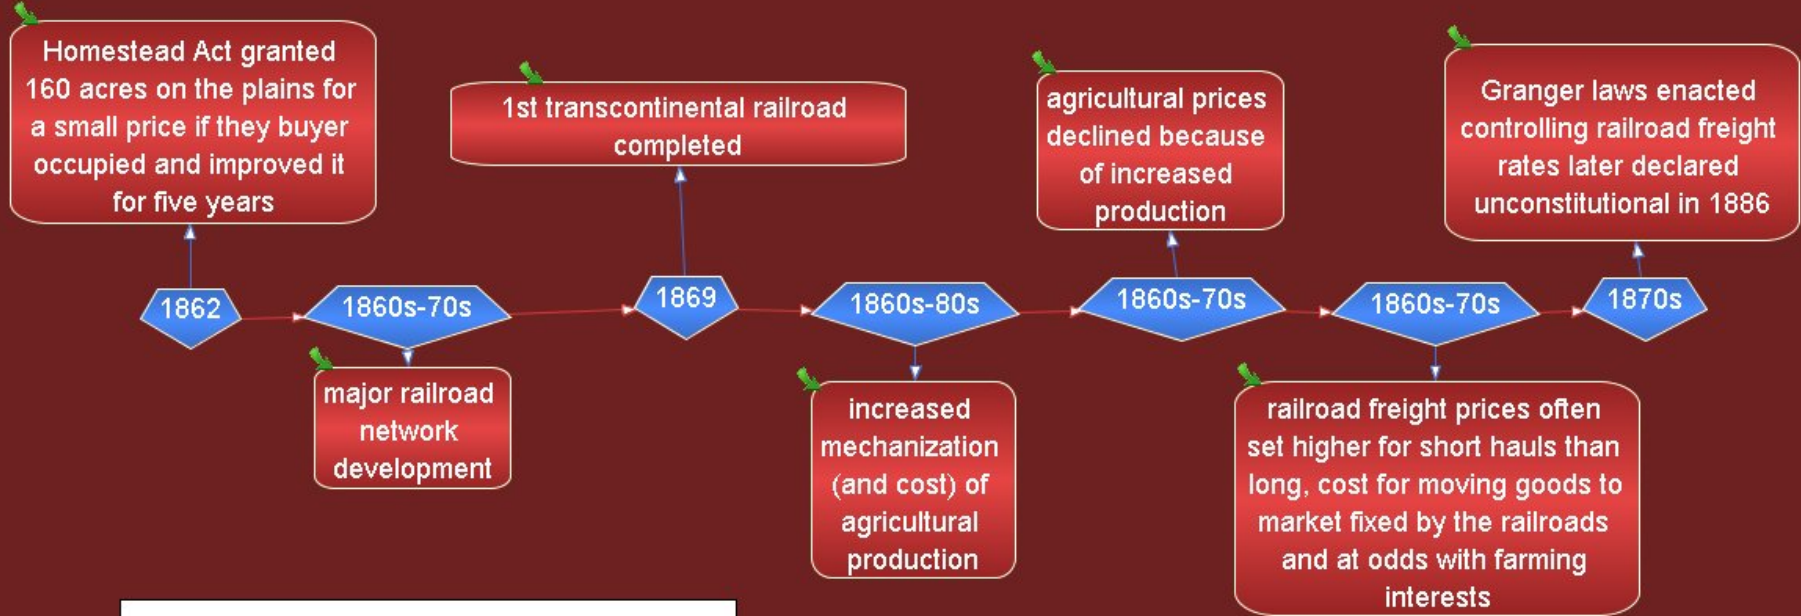 Homestead Act granted
160 acres on the plains for
a small price if they buyer
occupied and improved it
for five years
1st transcontinental railroad
completed
agricultural prices
declined because
of increased
production
Granger laws enacted
controlling railroad freight
rates later declared
unconstitutional in 1886
1862
1860s-70s
1869
1860s-80s
1860s-70s
1860s-70s
1870s
major railroad
network
development
increased
mechanization
(and cost) of
agricultural
production
railroad freight prices often
set higher for short hauls than
long, cost for moving goods to
market fixed by the railroads
and at odds with farming
interests